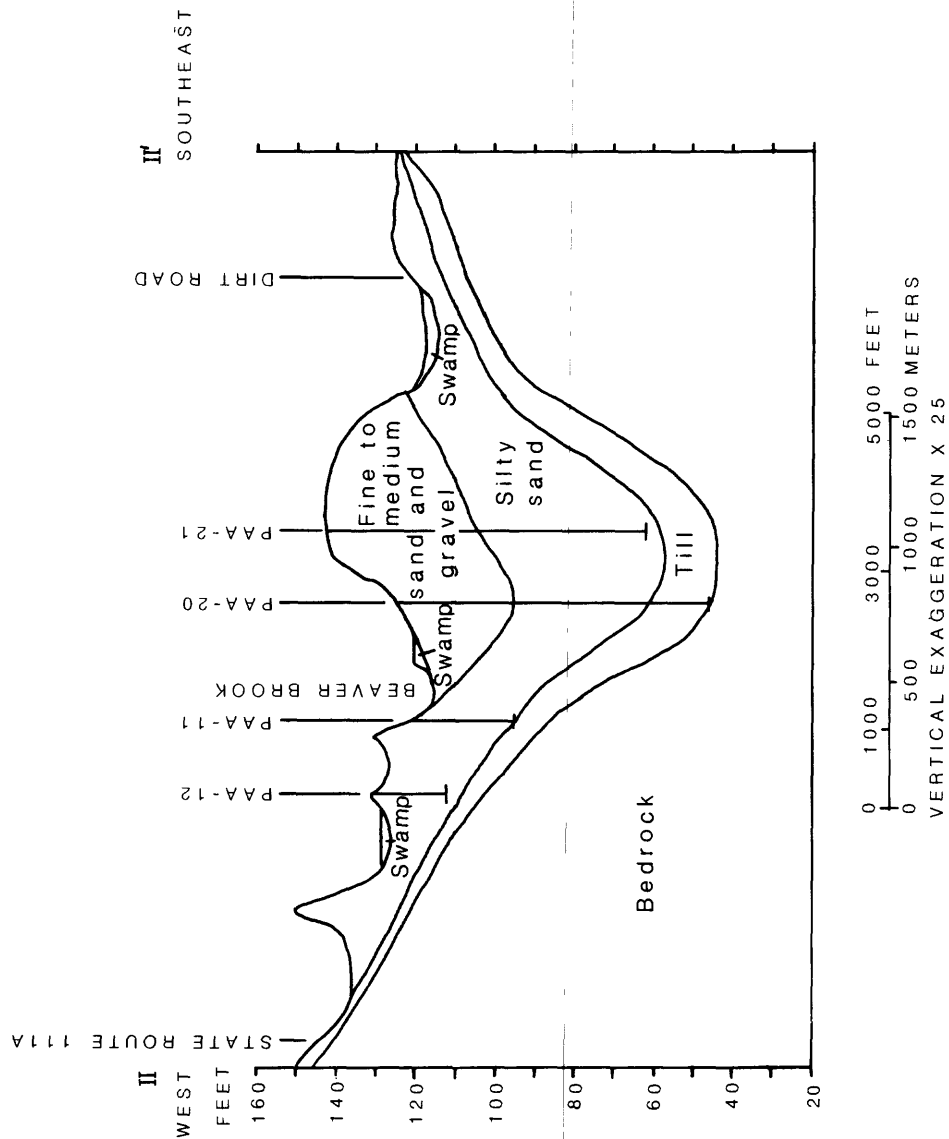 II
WEST
FEET
160
140
120
100
80
60
40
20
STATE ROUTE 111A
PAA-12
PAA-11
BEAVER BROOK
PAA-20
PAA-21
DIRT ROAD
II'
SOUTHEAST
Swamp
Swamp
Fine to
medium
sand and
gravel
Silty
sand
Swamp
Till
Bedrock
0 1000 3000 5000 FEET
0 500 1000 1500 METERS
VERTICAL EXAGGERATION X 25